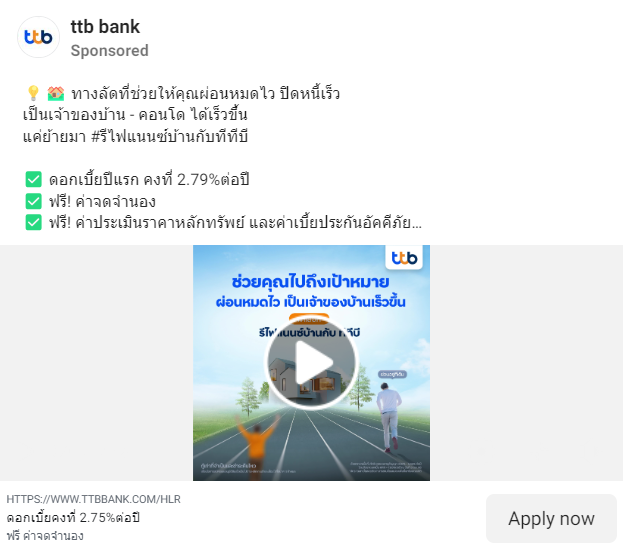 ttb
ttb bank
Sponsored
💡 🏘️ ทางลัดที่ช่วยให้คุณผ่อนหมดไว ปิดหนี้เร็ว
เป็นเจ้าของบ้าน - คอนโด ได้เร็วขึ้น
แค่ย้ายมา #รีไฟแนนซ์บ้านกับทีทีบี
✅ ดอกเบี้ยปีแรก คงที่ 2.79%ต่อปี
✅ ฟรี! ค่าจดจำนอง
✅ ฟรี! ค่าประเมินราคาหลักทรัพย์ และค่าเบี้ยประกันอัคคีภัย...
ttb
ช่วยคุณไปถึงเป้าหมาย
ผ่อนหมดไว เป็นเจ้าของบ้านเร็วขึ้น
รีไฟแนนซ์บ้านกับ ทีทีบี
HTTPS://WWW.TTBBANK.COM/HLR
ดอกเบี้ยคงที่ 2.75%ต่อปี
ฟรี ค่าจดจำนอง
Apply now